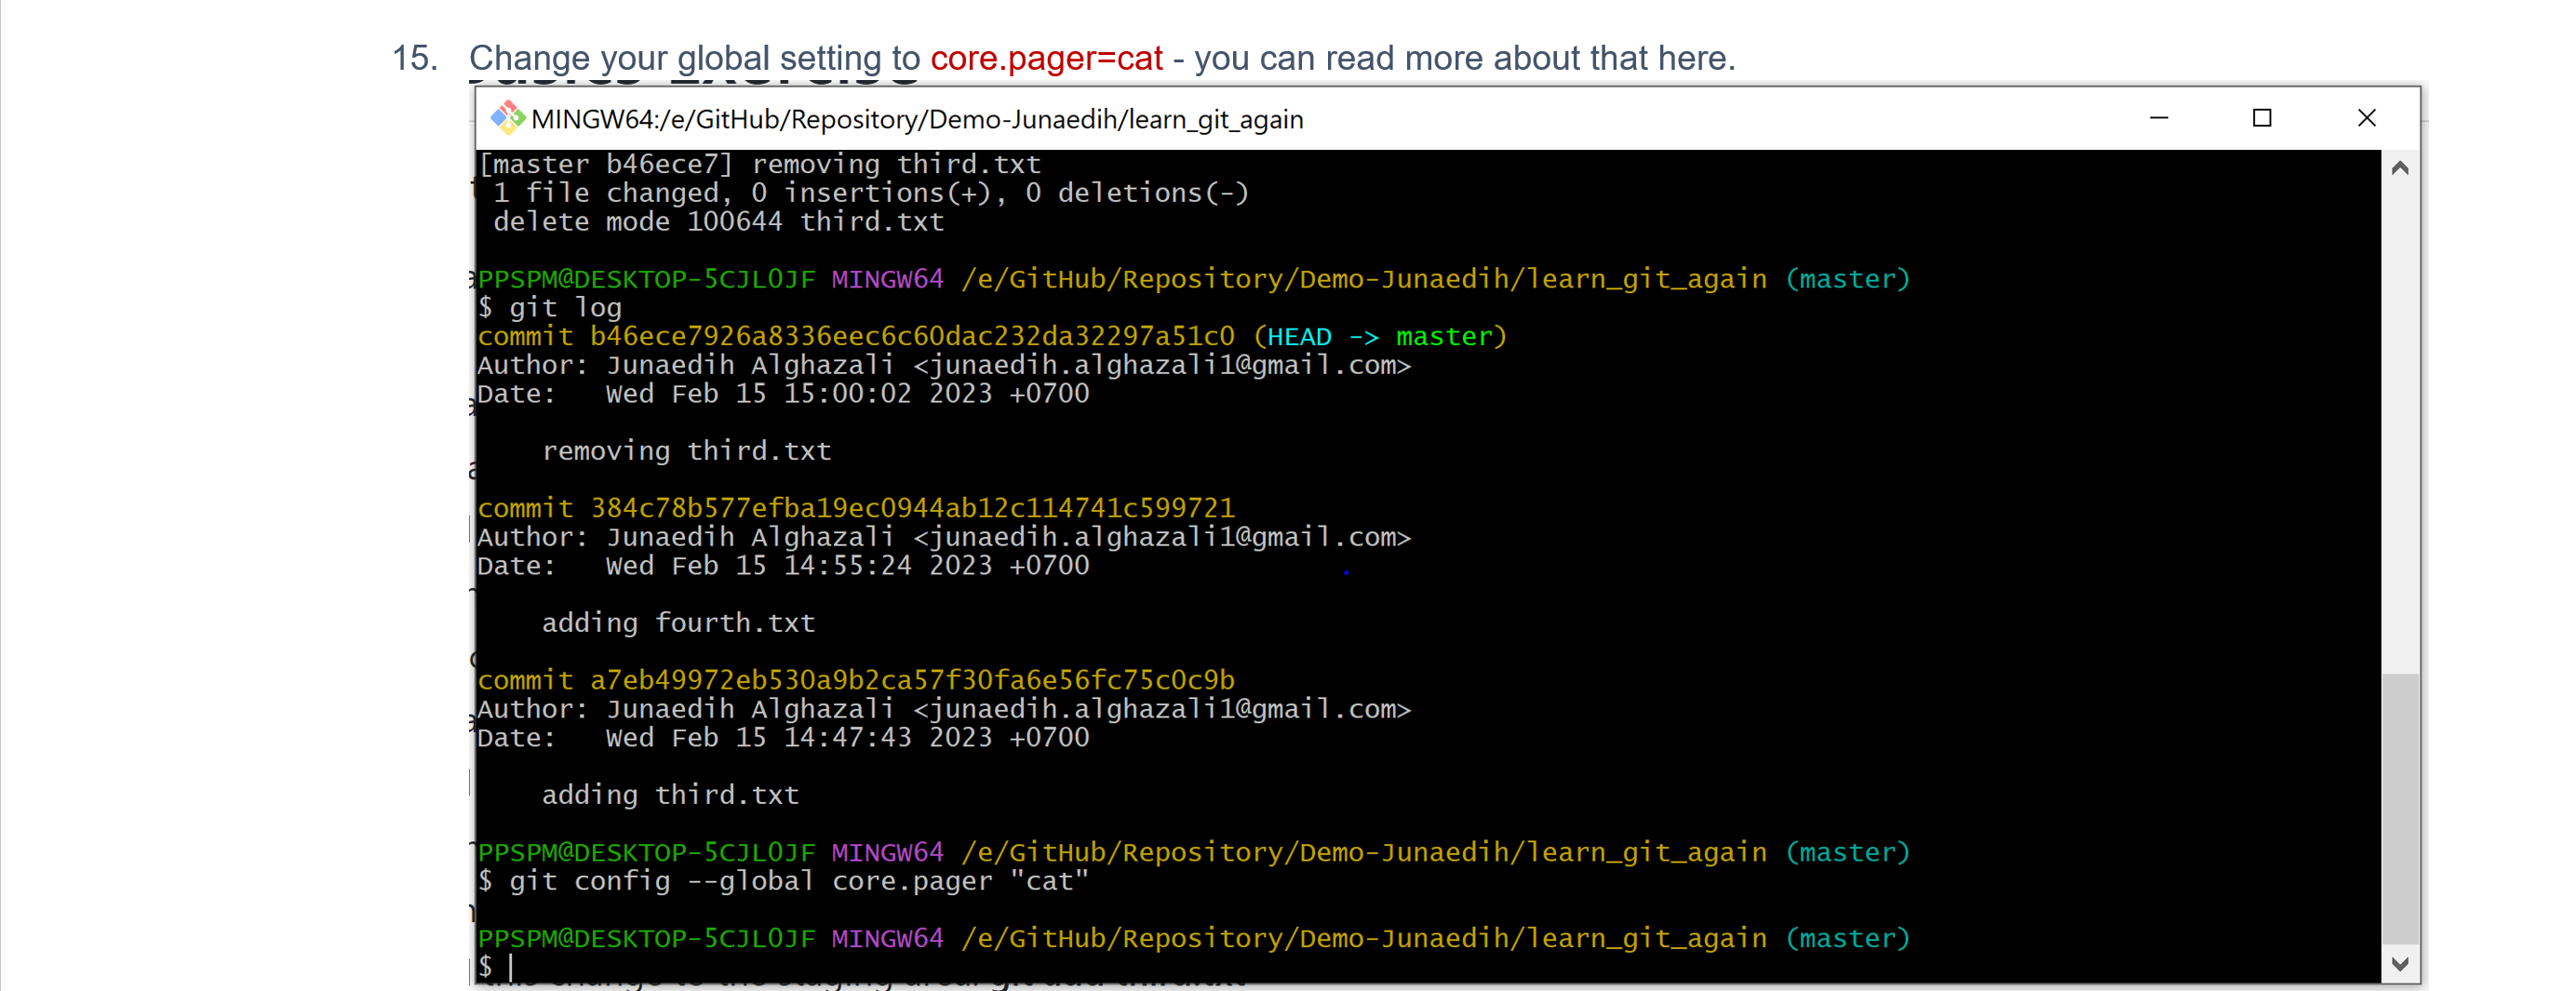 15. Change your global setting to core.pager=cat - you can read more about that here.
MINGW64:/e/GitHub/Repository/Demo-Junaedih/learn_git_again
[master b46ece7] removing third.txt
1 file changed, 0 insertions(+), 0 deletions(-)
delete mode 100644 third.txt
PPSPM@DESKTOP-5CJL0JF MINGW64 /e/GitHub/Repository/Demo-Junaedih/learn_git_again (master)
$ git log
commit b46ece7926a8336eec6c60dac232da32297a51c0 (HEAD -> master)
Author: Junaedih Alghazali <junaedih.alghazali1@gmail.com>
Date:   Wed Feb 15 15:00:02 2023 +0700
removing third.txt
commit 384c78b577efba19ec0944ab12c114741c599721
Author: Junaedih Alghazali <junaedih.alghazali1@gmail.com>
Date:   Wed Feb 15 14:55:24 2023 +0700
adding fourth.txt
commit a7eb49972eb530a9b2ca57f30fa6e56fc75c0c9b
Author: Junaedih Alghazali <junaedih.alghazali1@gmail.com>
Date:   Wed Feb 15 14:47:43 2023 +0700
adding third.txt
PPSPM@DESKTOP-5CJL0JF MINGW64 /e/GitHub/Repository/Demo-Junaedih/learn_git_again (master)
$ git config --global core.pager "cat"
PPSPM@DESKTOP-5CJL0JF MINGW64 /e/GitHub/Repository/Demo-Junaedih/learn_git_again (master)
$